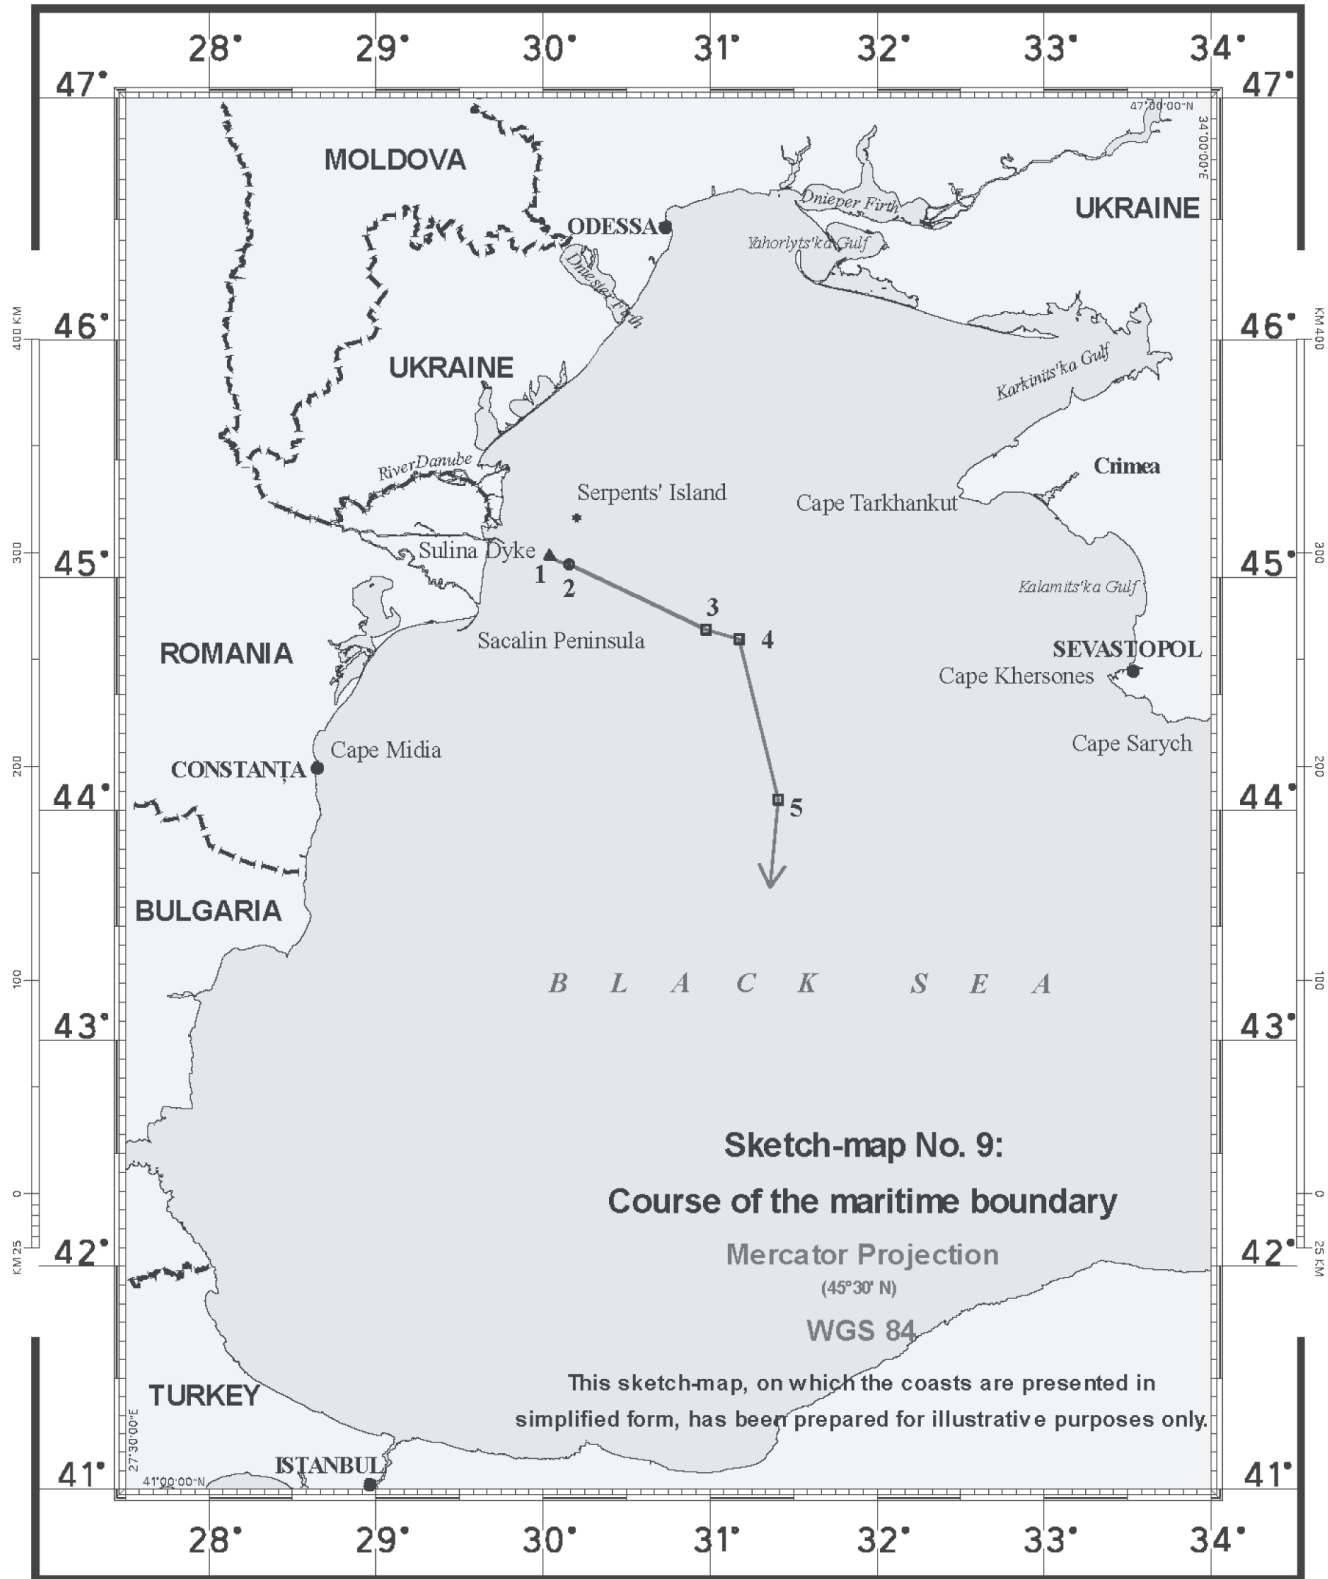 28° 29° 30° 31° 32° 33° 34°
47° 47°
47°00'00"N
34°00'00"E
MOLDOVA
Dnieper Firth
UKRAINE
ODESSA
Yahorlyts'ka Gulf
Dniester Firth
46° 46°
400 KM KM 400
UKRAINE
Karkinits'ka Gulf
River Danube
Crimea
Serpents' Island
Cape Tarkhankut
300 300
Sulina Dyke
45° 45°
1
2
Kalamits'ka Gulf
3
4
Sacalin Peninsula
ROMANIA
SEVASTOPOL
Cape Khersones
Cape Midia
Cape Sarych
CONSTANȚA
200 200
44° 44°
5
BULGARIA
BLACK SEA
100 100
43° 43°
Sketch-map No. 9:
Course of the maritime boundary
0 0
42° 42°
KM 25 25 KM
Mercator Projection
(45°30' N)
WGS 84
This sketch-map, on which the coasts are presented in
simplified form, has been prepared for illustrative purposes only.
TURKEY
27°30'00"E
ISTANBUL
41°00'00"N
41° 41°
28° 29° 30° 31° 32° 33° 34°